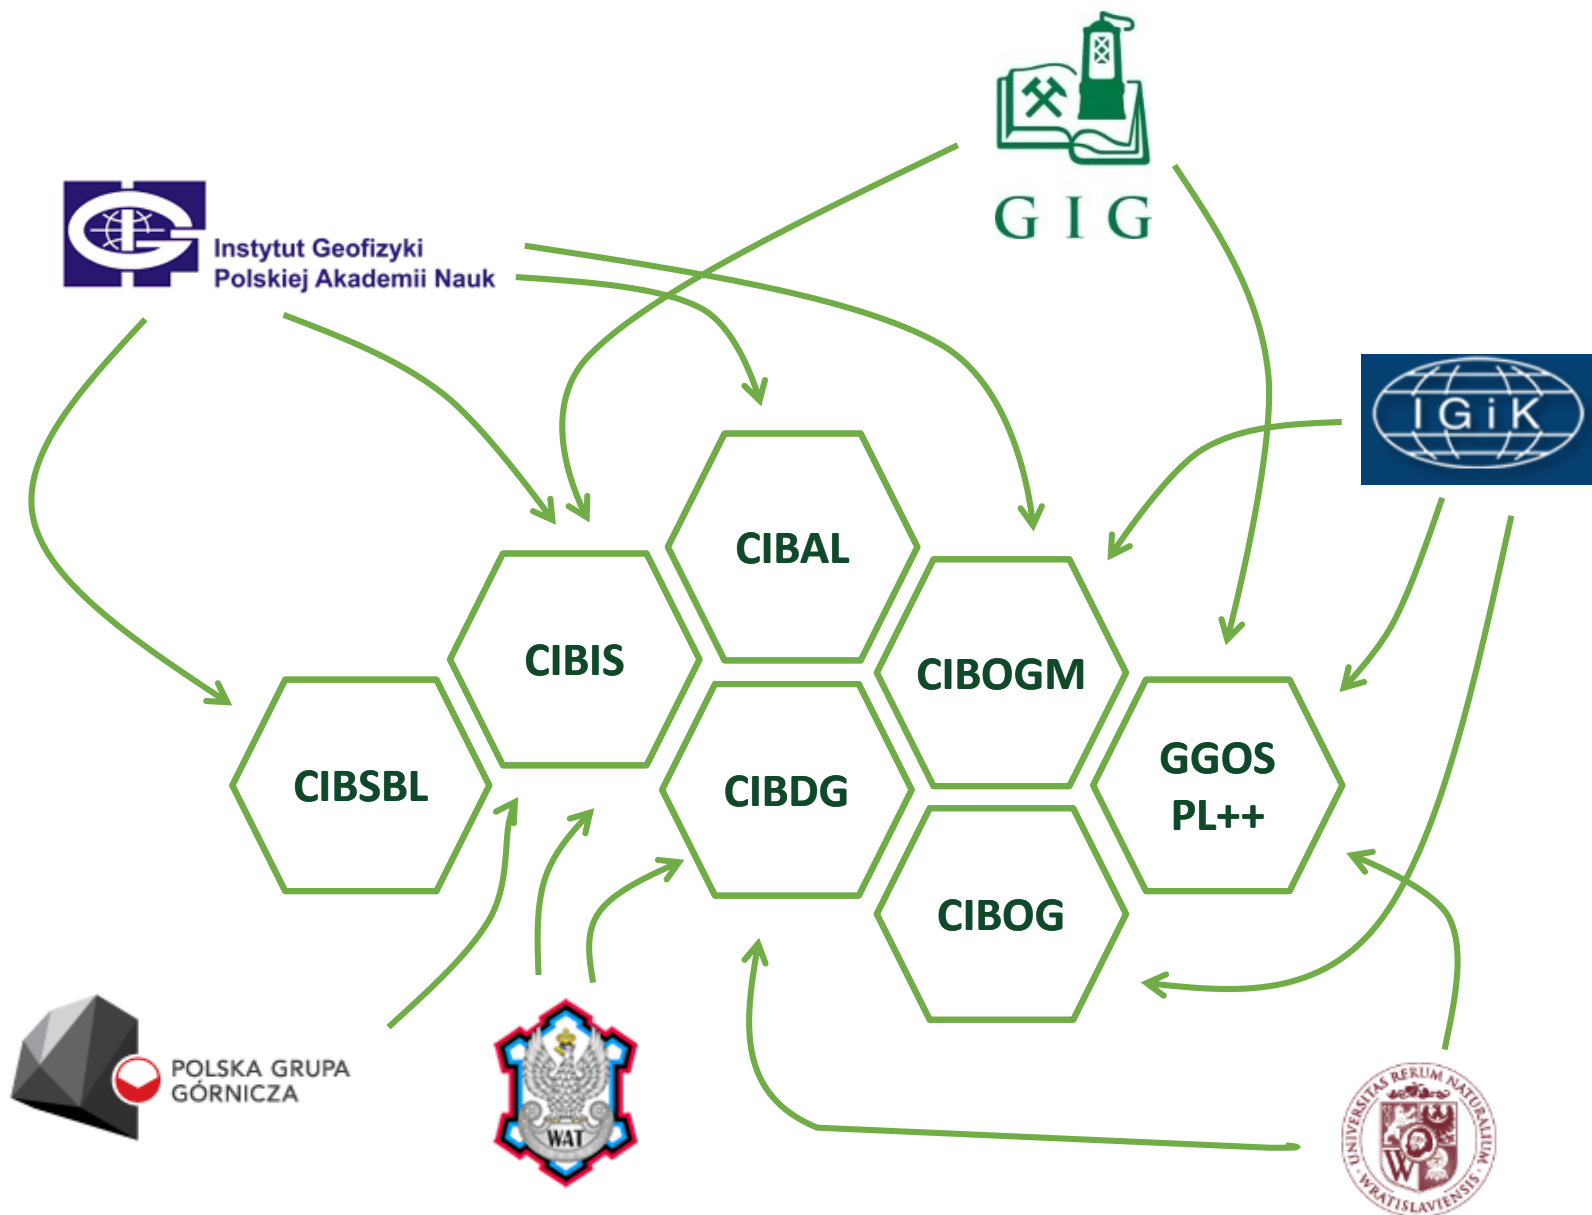 GIG
Instytut Geofizyki
Polskiej Akademii Nauk
IGiK
CIBAL
CIBIS
CIBOGM
CIBSBL
CIBDG
GGOS
PL++
CIBOG
POLSKA GRUPA
GÓRNICZA
WAT
UNIVERSITAS RERUM NATURALIUM
WRATISLAVIENSIS
W